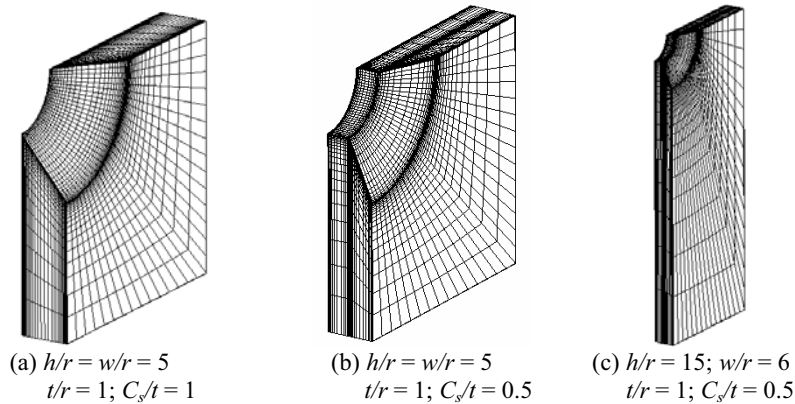 (a) h/r = w/r = 5
t/r = 1; Cs/t = 1
(b) h/r = w/r = 5
t/r = 1; Cs/t = 0.5
(c) h/r = 15; w/r = 6
t/r = 1; Cs/t = 0.5